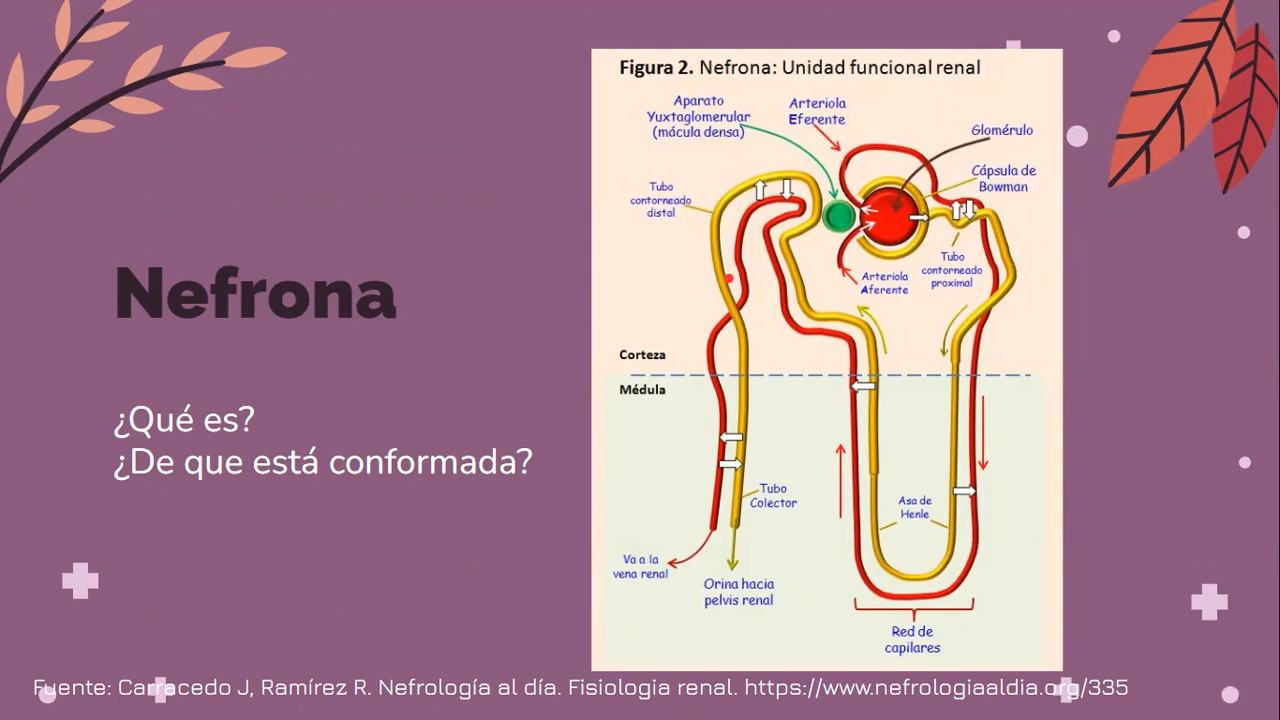 Figura 2. Nefrona: Unidad funcional renal
Aparato
Yuxtaglomerular
(mácula densa)
Arteriola
Eferente
Glomérulo
Cápsula de
Bowman
Tubo
contorneado
distal
Tubo
contorneado
proximal
Arteriola
Aferente
Nefrona
Corteza
Médula
¿Qué es?
¿De que está conformada?
Tubo
Colector
Asa de
Henle
Va a la
vena renal
Orina hacia
pelvis renal
Red de
capilares
Fuente: Carracedo J, Ramírez R. Nefrología al día. Fisiologia renal. https://www.nefrologiaaldia.org/335